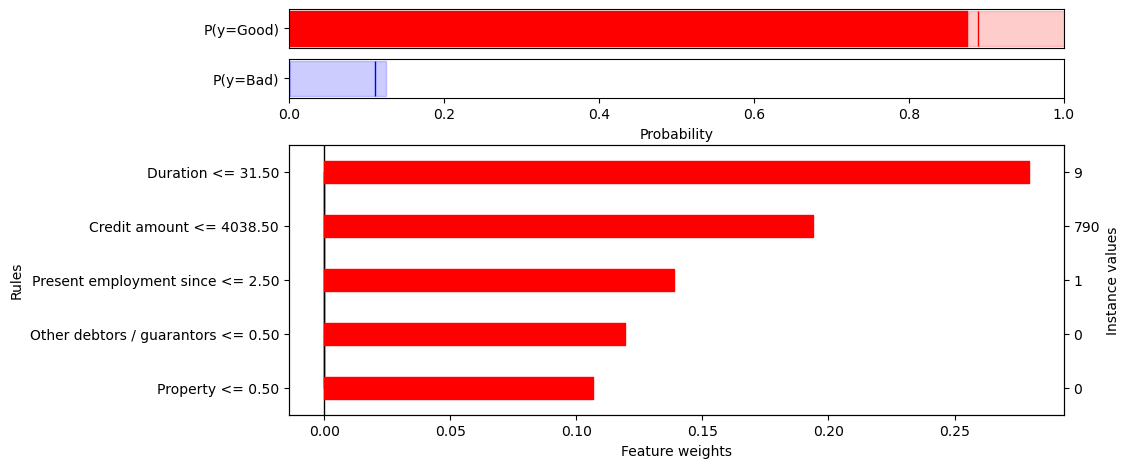 P(y=Good)
P(y=Bad)
0.0 0.2 0.4 0.6 0.8 1.0
Probability
Duration <= 31.50 9
Credit amount <= 4038.50 790
Present employment since <= 2.50 1
Other debtors / guarantors <= 0.50 0
Property <= 0.50 0
Rules
Instance values
0.00 0.05 0.10 0.15 0.20 0.25
Feature weights